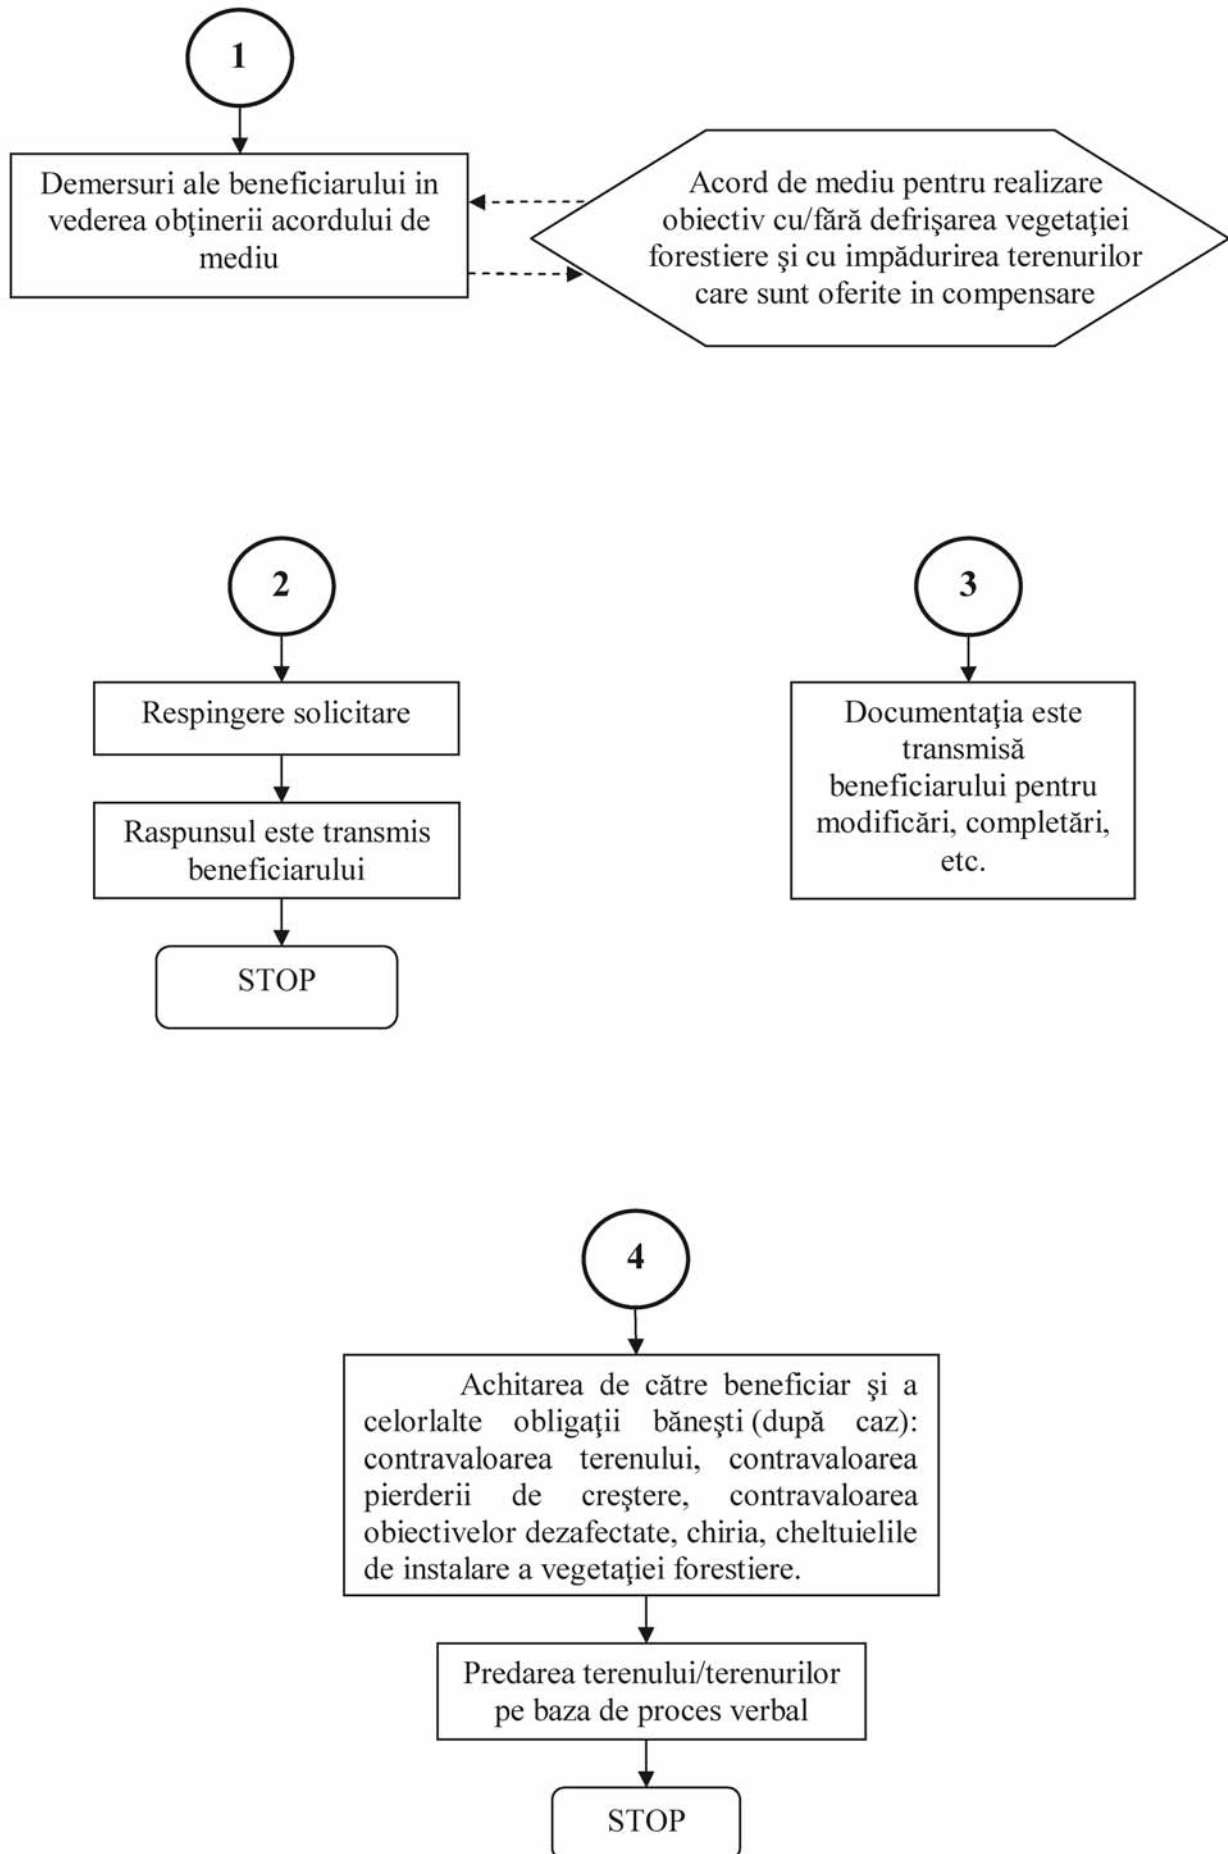 1
Demersuri ale beneficiarului in
vederea obținerii acordului de
mediu
Acord de mediu pentru realizare
obiectiv cu/fără defrişarea vegetaţiei
forestiere şi cu impădurirea terenurilor
care sunt oferite in compensare
2
Respingere solicitare
Raspunsul este transmis
beneficiarului
STOP
3
Documentaţia este
transmisă
beneficiarului pentru
modificări, completări,
etc.
4
Achitarea de către beneficiar şi a
celorlalte obligaţii băneşti (după caz):
contravaloarea terenului, contravaloarea
pierderii de creştere, contravaloarea
obiectivelor dezafectate, chiria, cheltuielile
de instalare a vegetaţiei forestiere.
Predarea terenului/terenurilor
pe baza de proces verbal
STOP